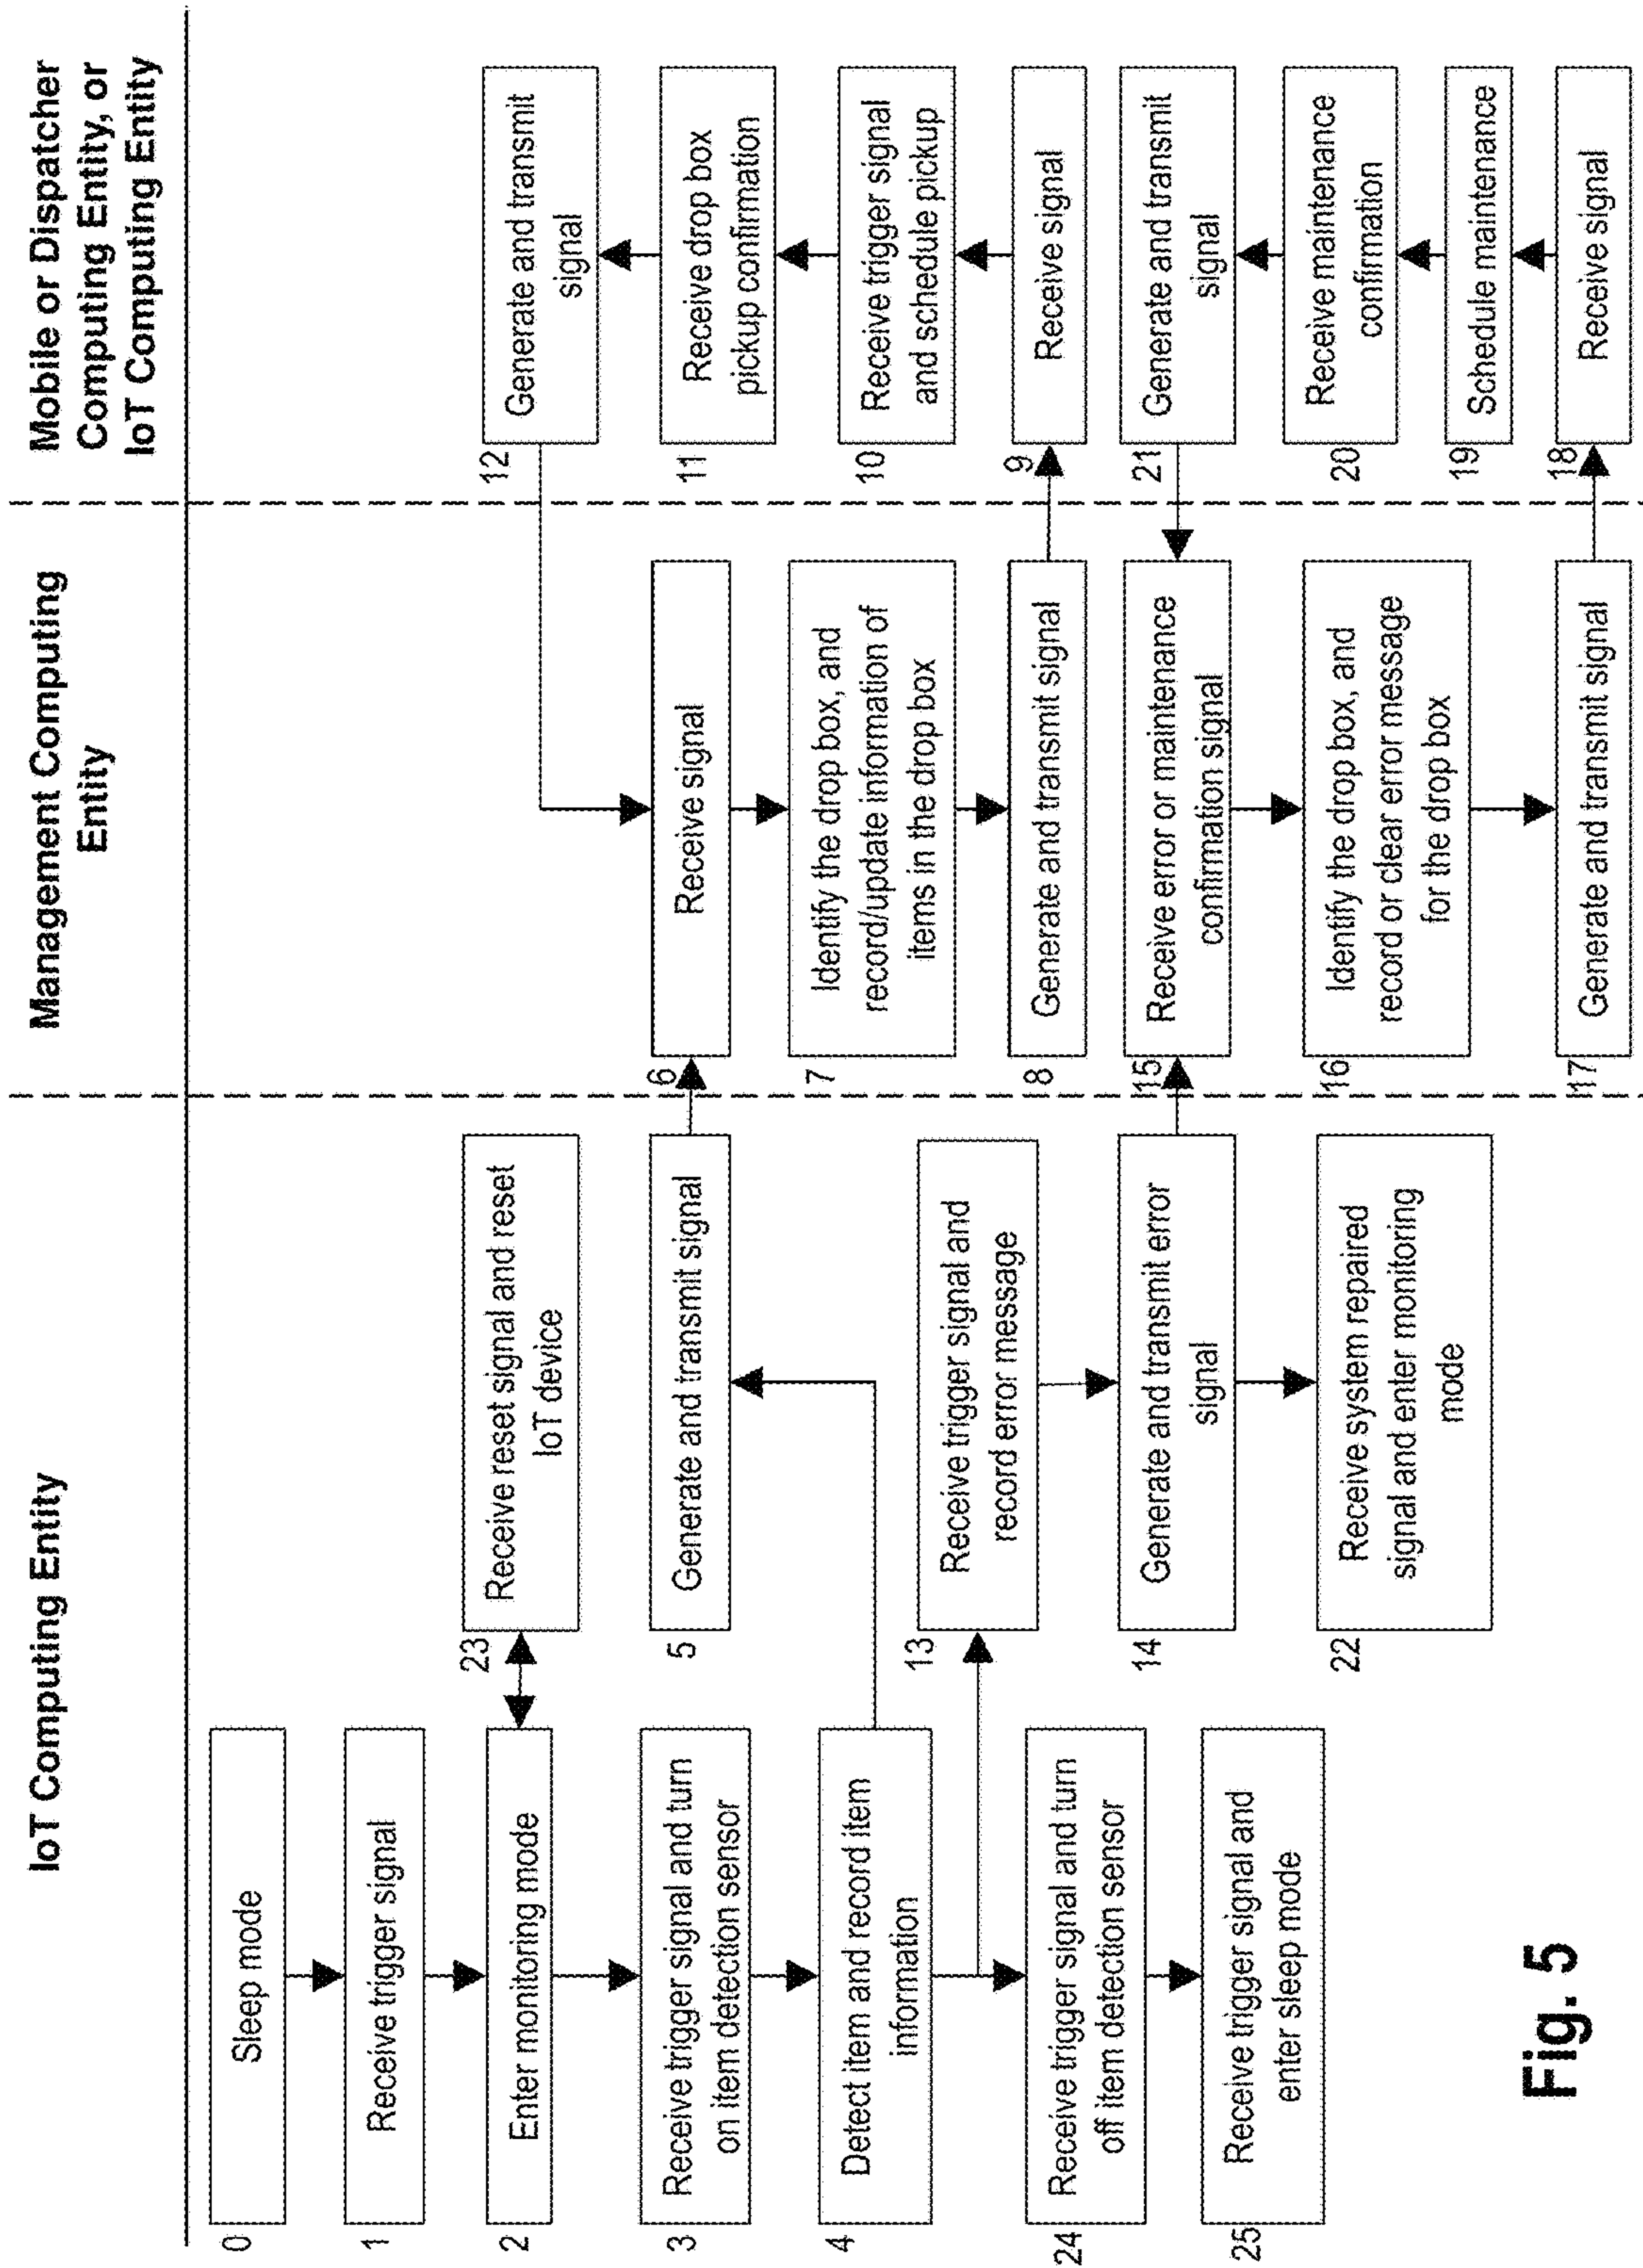 IoT Computing Entity
Management Computing
Entity
Mobile or Dispatcher
Computing Entity, or
IoT Computing Entity
0
Sleep mode
1
Receive trigger signal
2
Enter monitoring mode
3
Receive trigger signal and turn
on item detection sensor
4
Detect item and record item
information
24
Receive trigger signal and turn
off item detection sensor
25
Receive trigger signal and
enter sleep mode
23
Receive reset signal and reset
IoT device
5
Generate and transmit signal
13
Receive trigger signal and
record error message
14
Generate and transmit error
signal
22
Receive system repaired
signal and enter monitoring
mode
6
Receive signal
7
Identify the drop box, and
record/update information of
items in the drop box
8
Generate and transmit signal
15
Receive error or maintenance
confirmation signal
16
Identify the drop box, and
record or clear error message
for the drop box
17
Generate and transmit signal
12
Generate and transmit
signal
11
Receive drop box
pickup confirmation
10
Receive trigger signal
and schedule pickup
9
Receive signal
21
Generate and transmit
signal
20
Receive maintenance
confirmation
19
Schedule maintenance
18
Receive signal
Fig. 5